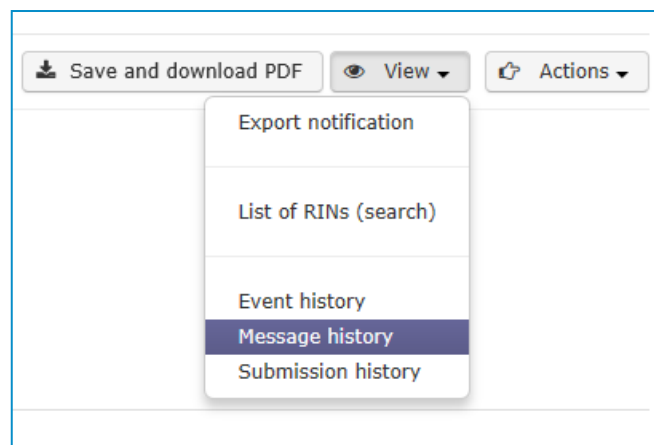 Save and download PDF View Actions
Export notification
List of RINs (search)
Event history
Message history
Submission history